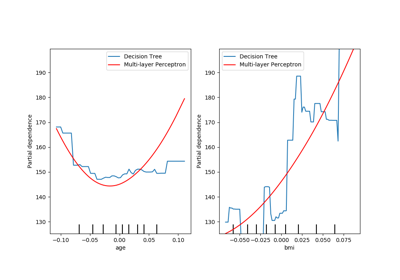 Decision Tree
Multi-layer Perceptron
Partial dependence
190
180
170
160
150
140
130
−0.10 −0.05 0.00 0.05 0.10
age
Decision Tree
Multi-layer Perceptron
Partial dependence
190
180
170
160
150
140
130
−0.050 −0.025 0.000 0.025 0.050 0.075
bmi